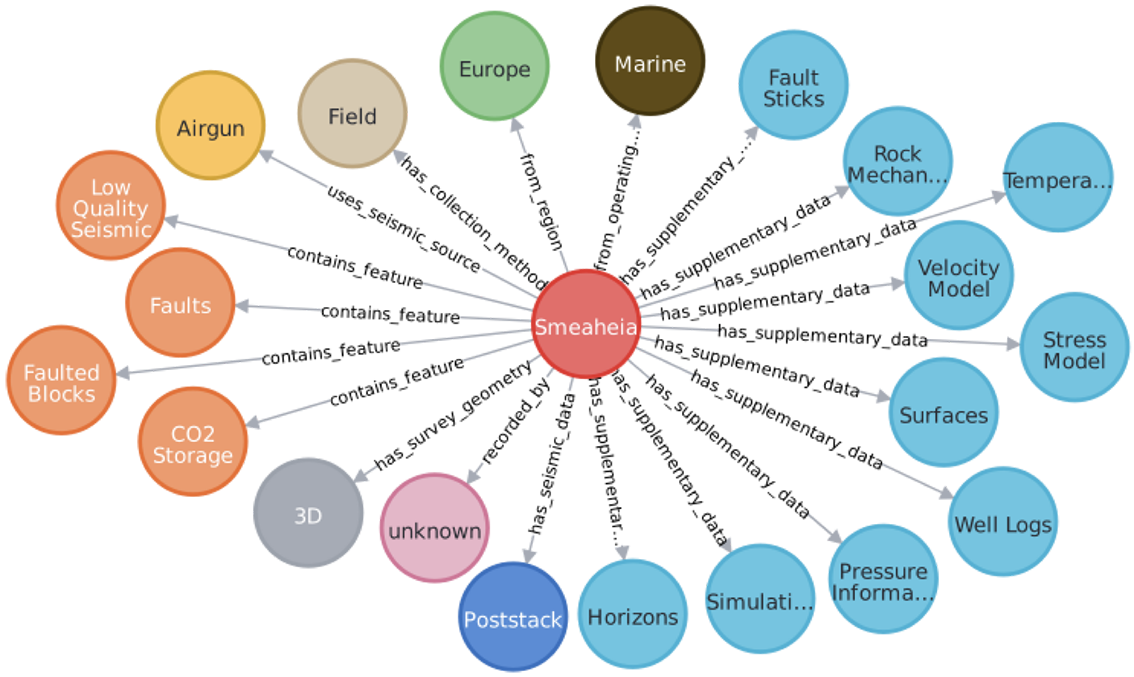 Europe
Marine
Fault
Sticks
Field
Airgun
Rock
Mechan...
Tempera...
Low
Quality
Seismic
Velocity
Model
Faults
Smeaheia
Stress
Model
Faulted
Blocks
Surfaces
CO2
Storage
3D
unknown
Well Logs
Poststack
Horizons
Simulati...
Pressure
Informa...
from_region
from_operating...
has_supplementary_...
has_collection_method
uses_seismic_source
has_supplementary_data
has_supplementary_data
contains_feature
has_supplementary_data
contains_feature
has_supplementary_data
contains_feature
has_supplementary_data
contains_feature
has_supplementary_data
has_survey_geometry
recorded_by
has_seismic_data
has_supplementar...
has_supplementary_data
has_supplementary_data